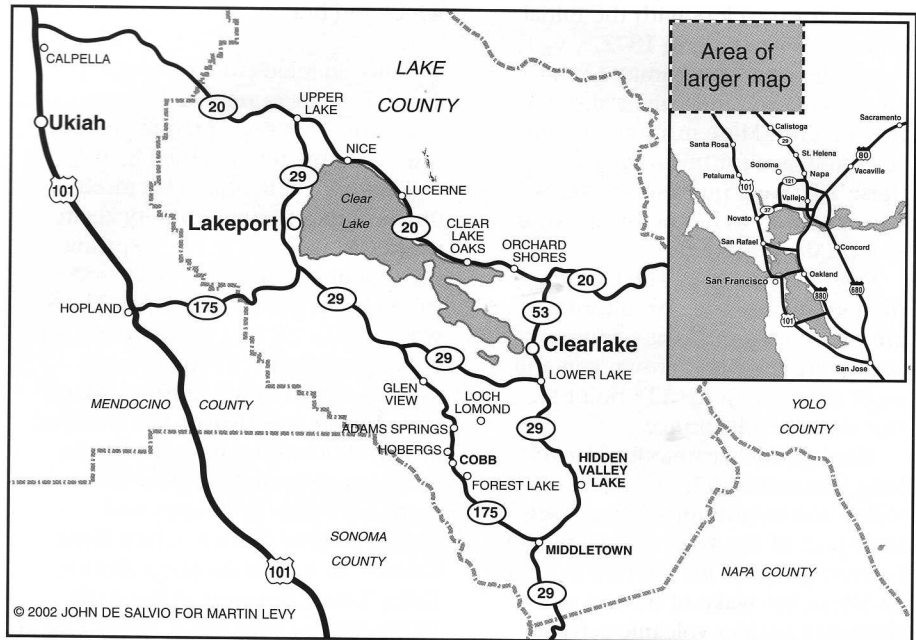 CALPELLA
LAKE
COUNTY
20
UPPER
LAKE
Ukiah
NICE
29
101
Clear
Lake
LUCERNE
Lakeport
20
CLEAR
LAKE
OAKS
ORCHARD
SHORES
20
HOPLAND
175
29
53
Clearlake
29
LOWER LAKE
GLEN
VIEW
LOCH
LOMOND
MENDOCINO COUNTY
ADAMS SPRINGS
29
HOBERGS
COBB
HIDDEN
VALLEY
LAKE
FOREST LAKE
175
SONOMA
COUNTY
MIDDLETOWN
101
29
YOLO
COUNTY
NAPA COUNTY
© 2002 JOHN DE SALVIO FOR MARTIN LEVY
Area of
larger map
Sacramento
Calistoga
29
Santa Rosa
St. Helena
80
Sonoma
Napa
Vacaville
Petaluma
121
101
Vallejo
37
Novato
San Rafael
Concord
San Francisco
Oakland
880
680
101
San Jose